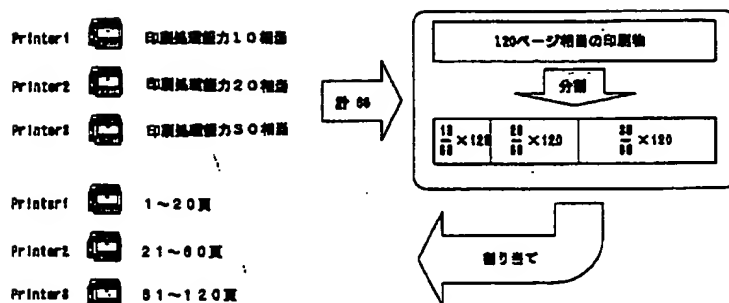 Printer1 印刷処理能力10相当
Printer2 印刷処理能力20相当
Printer3 印刷処理能力30相当
計 60
120ページ相当の印刷物
分割
10/60 ×120 20/60 ×120 30/60 ×120
Printer1 1~20頁
Printer2 21~60頁
Printer3 61~120頁
割り当て